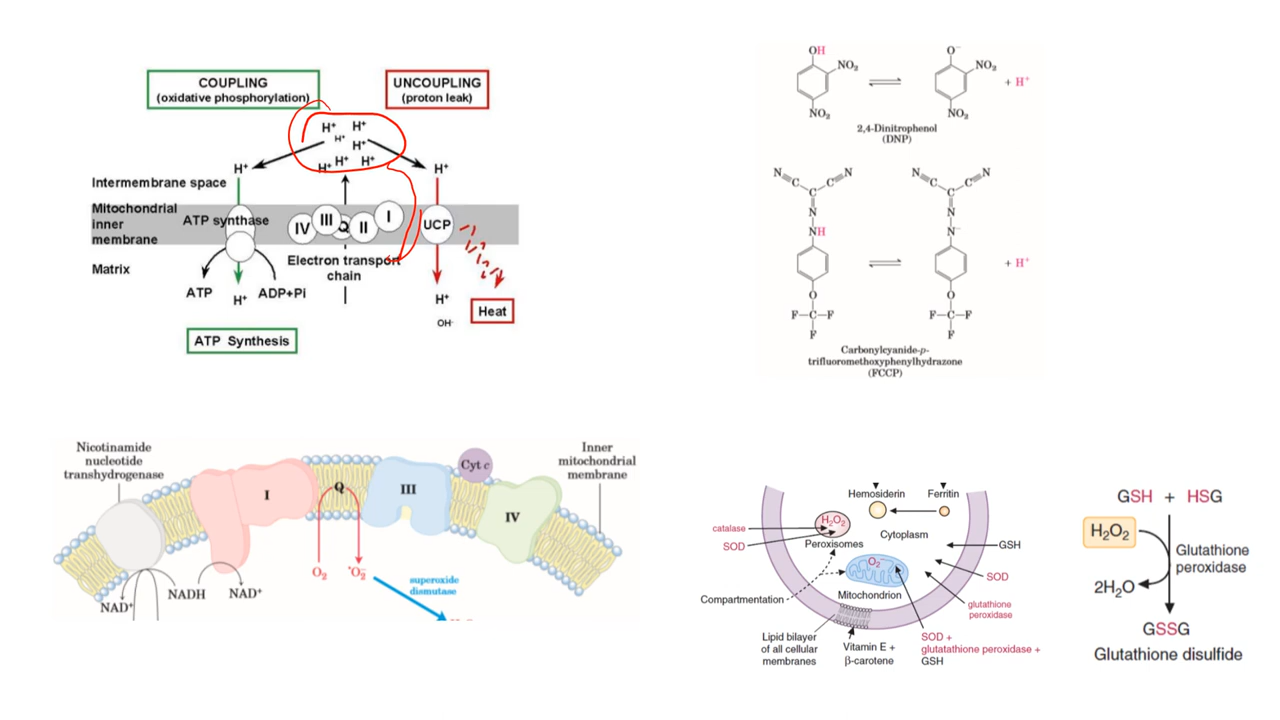 COUPLING
(oxidative phosphorylation)
UNCOUPLING
(proton leak)
H⁺ H⁺
H⁺
H⁺
H⁺ H⁺ H⁺
H⁺
H⁺
Intermembrane space
Mitochondrial
inner
membrane
ATP synthase
IV III Q II I
UCP
Matrix
Electron transport
chain
ATP
H⁺
ADP+Pi
H⁺
OH⁻
Heat
ATP Synthesis
OH
NO₂
NO₂
O⁻
NO₂
NO₂
+ H⁺
2,4-Dinitrophenol
(DNP)
N C C N
C
N
NH
O
F—C—F
F
N C C N
C
N
N⁻
O
F—C—F
F
+ H⁺
Carbonylcyanide-p-
trifluoromethoxyphenylhydrazone
(FCCP)
Nicotinamide
nucleotide
transhydrogenase
Inner
mitochondrial
membrane
I
Q
III
Cyt c
IV
NAD⁺
NADH
NAD⁺
O₂
•O₂⁻
superoxide
dismutase
Hemosiderin
Ferritin
catalase
SOD
H₂O₂
Peroxisomes
Cytoplasm
GSH
O₂⁻
SOD
Mitochondrion
Compartmentation
glutathione
peroxidase
Lipid bilayer
of all cellular
membranes
Vitamin E +
β-carotene
SOD +
glutatathione peroxidase +
GSH
GSH + HSG
H₂O₂
Glutathione
peroxidase
2H₂O
GSSG
Glutathione disulfide